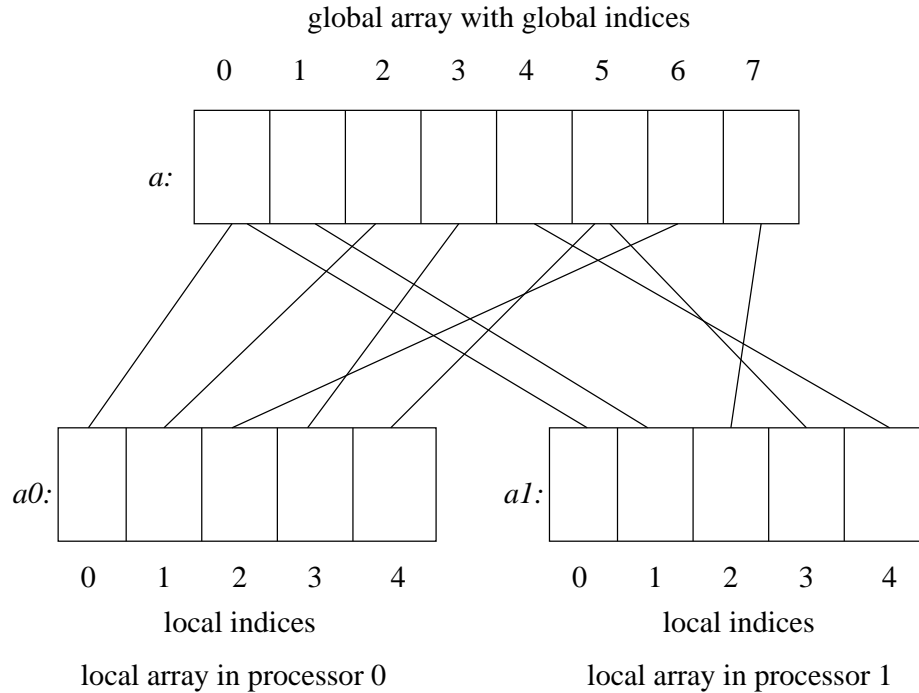 global array with global indices
0 1 2 3 4 5 6 7
a:
a0: a1:
0 1 2 3 4 0 1 2 3 4
local indices local indices
local array in processor 0 local array in processor 1